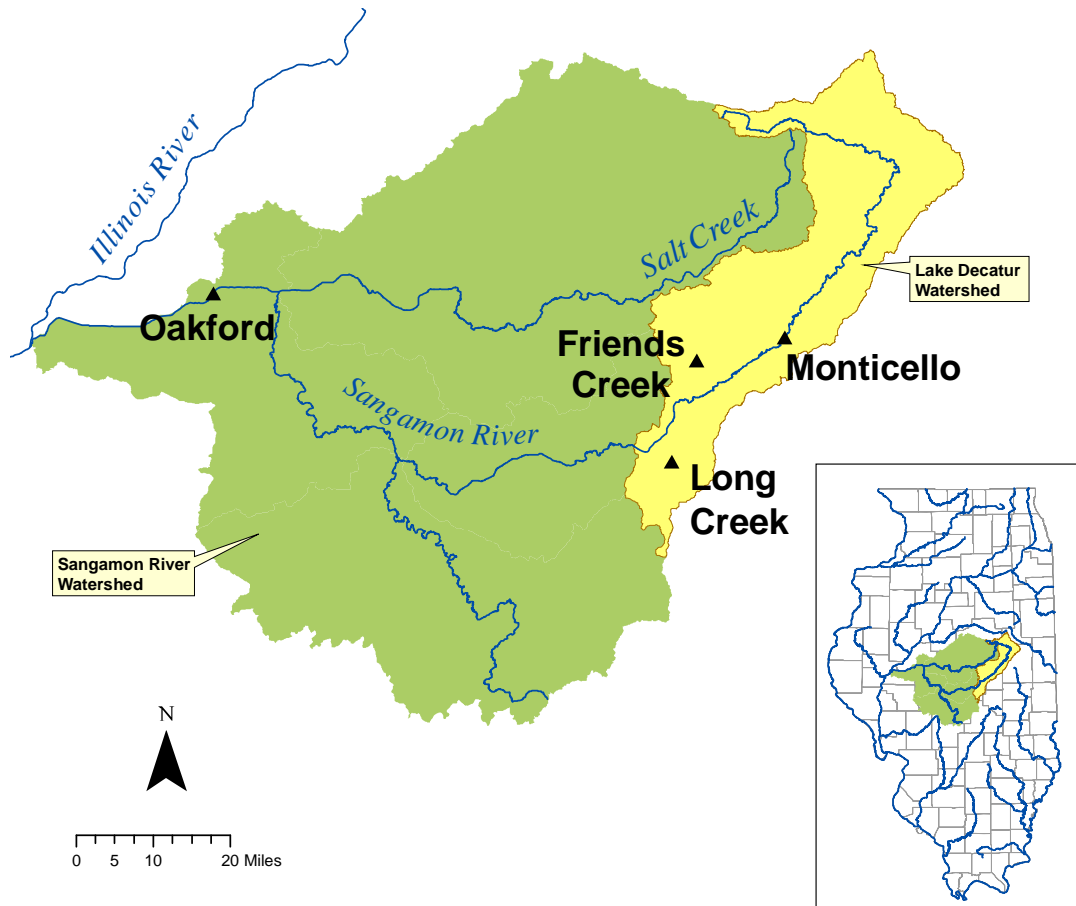 Illinois River
Salt Creek
Lake Decatur
Watershed
Oakford
Friends
Creek
Monticello
Sangamon River
Long
Creek
Sangamon River
Watershed
N
0 5 10 20 Miles